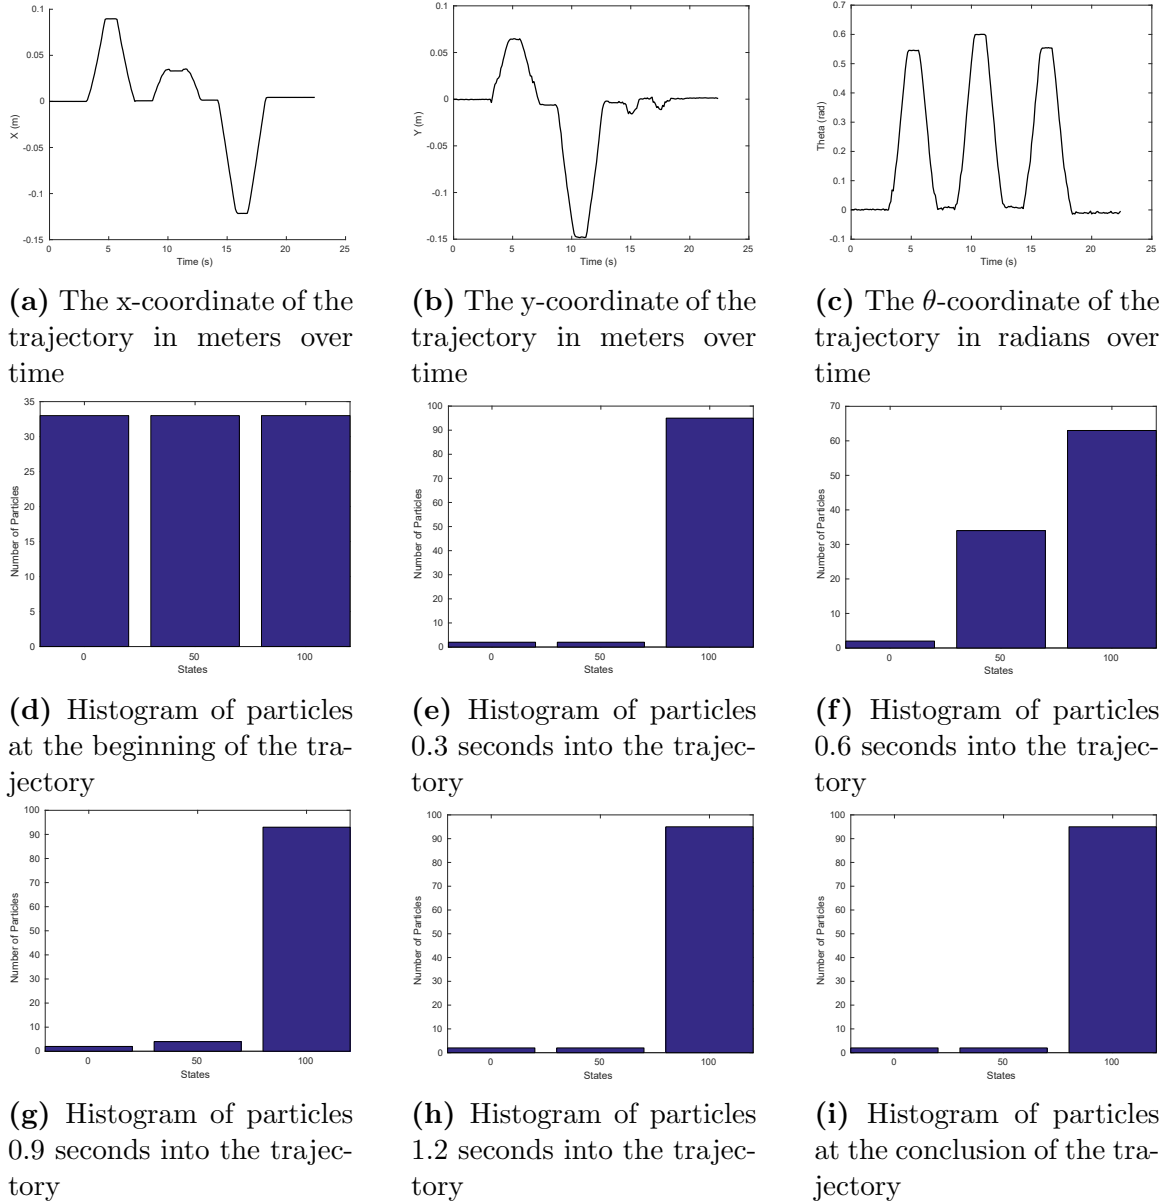 0.1
0.05
0
-0.05
-0.1
-0.15
X (m)
0 5 10 15 20 25
Time (s)
0.1
0.05
0
-0.05
-0.1
-0.15
Y (m)
0 5 10 15 20 25
Time (s)
0.7
0.6
0.5
0.4
0.3
0.2
0.1
0
-0.1
Theta (rad)
0 5 10 15 20 25
Time (s)
(a) The x-coordinate of the
trajectory in meters over
time
(b) The y-coordinate of the
trajectory in meters over
time
(c) The θ-coordinate of the
trajectory in radians over
time
35
30
25
20
15
10
5
0
Number of Particles
0 50 100
States
100
90
80
70
60
50
40
30
20
10
0
Number of Particles
0 50 100
States
70
60
50
40
30
20
10
0
Number of Particles
0 50 100
States
(d) Histogram of particles
at the beginning of the tra-
jectory
(e) Histogram of particles
0.3 seconds into the trajec-
tory
(f) Histogram of particles
0.6 seconds into the trajec-
tory
100
90
80
70
60
50
40
30
20
10
0
Number of Particles
0 50 100
States
100
90
80
70
60
50
40
30
20
10
0
Number of Particles
0 50 100
States
100
90
80
70
60
50
40
30
20
10
0
Number of Particles
0 50 100
States
(g) Histogram of particles
0.9 seconds into the trajec-
tory
(h) Histogram of particles
1.2 seconds into the trajec-
tory
(i) Histogram of particles
at the conclusion of the tra-
jectory